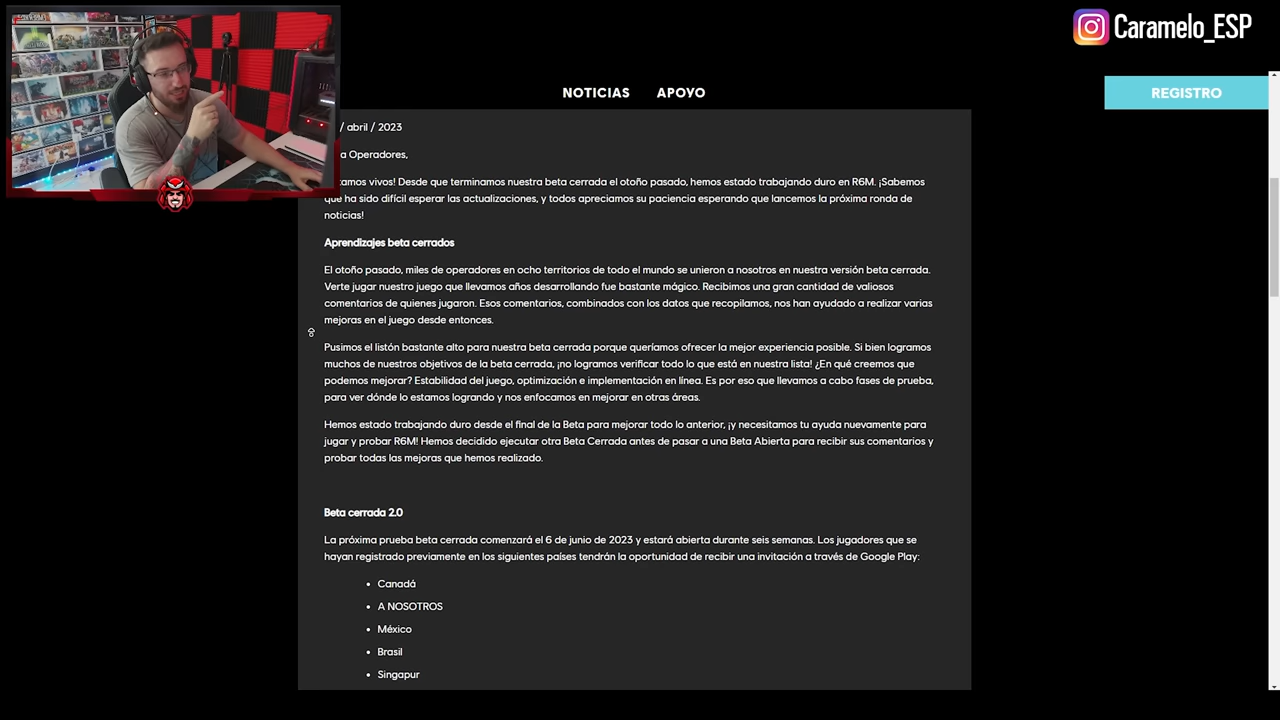 Caramelo_ESP
NOTICIAS APOYO
REGISTRO
/ abril / 2023
a Operadores,
tamos vivos! Desde que terminamos nuestra beta cerrada el otoño pasado, hemos estado trabajando duro en R6M. ¡Sabemos
que ha sido difícil esperar las actualizaciones, y todos apreciamos su paciencia esperando que lancemos la próxima ronda de
noticias!
Aprendizajes beta cerrados
El otoño pasado, miles de operadores en ocho territorios de todo el mundo se unieron a nosotros en nuestra versión beta cerrada.
Verte jugar nuestro juego que llevamos años desarrollando fue bastante mágico. Recibimos una gran cantidad de valiosos
comentarios de quienes jugaron. Esos comentarios, combinados con los datos que recopilamos, nos han ayudado a realizar varias
mejoras en el juego desde entonces.
Pusimos el listón bastante alto para nuestra beta cerrada porque queríamos ofrecer la mejor experiencia posible. Si bien logramos
muchos de nuestros objetivos de la beta cerrada, ¡no logramos verificar todo lo que está en nuestra lista! ¿En qué creemos que
podemos mejorar? Estabilidad del juego, optimización e implementación en línea. Es por eso que llevamos a cabo fases de prueba,
para ver dónde lo estamos logrando y nos enfocamos en mejorar en otras áreas.
Hemos estado trabajando duro desde el final de la Beta para mejorar todo lo anterior, ¡y necesitamos tu ayuda nuevamente para
jugar y probar R6M! Hemos decidido ejecutar otra Beta Cerrada antes de pasar a una Beta Abierta para recibir sus comentarios y
probar todas las mejoras que hemos realizado.
Beta cerrada 2.0
La próxima prueba beta cerrada comenzará el 6 de junio de 2023 y estará abierta durante seis semanas. Los jugadores que se
hayan registrado previamente en los siguientes países tendrán la oportunidad de recibir una invitación a través de Google Play:
• Canadá
• A NOSOTROS
• México
• Brasil
• Singapur